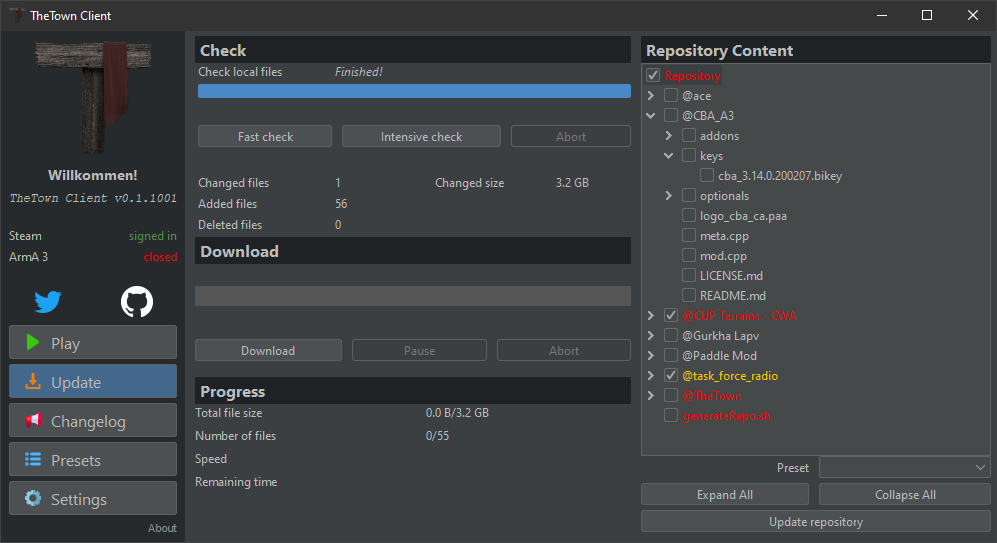 TheTown Client
Willkommen!
TheTown Client v0.1.1001
Steam signed in
ArmA 3 closed
Play
Update
Changelog
Presets
Settings
About
Check
Check local files Finished!
Fast check Intensive check Abort
Changed files 1 Changed size 3.2 GB
Added files 56
Deleted files 0
Download
Download Pause Abort
Progress
Total file size 0.0 B/3.2 GB
Number of files 0/55
Speed
Remaining time
Repository Content
Repository
@ace
@CBA_A3
addons
keys
cba_3.14.0.200207.bikey
optionals
logo_cba_ca.paa
meta.cpp
mod.cpp
LICENSE.md
README.md
@CUP Terrains - CWA
@Gurkha Lapv
@Paddle Mod
@task_force_radio
@TheTown
generateRepo.sh
Preset
Expand All Collapse All
Update repository